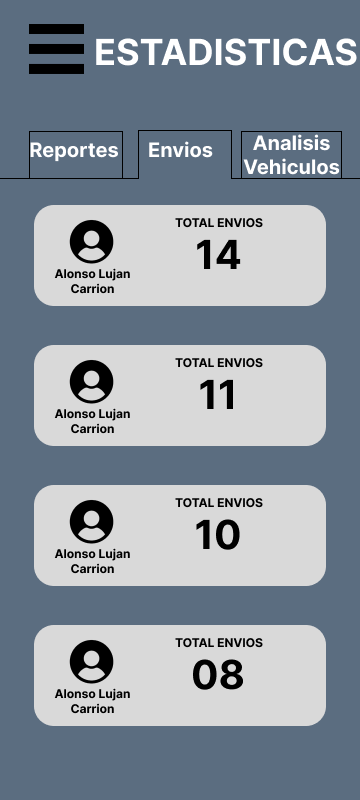 ESTADISTICAS
Reportes
Envios
Analisis
Vehiculos
TOTAL ENVIOS
14
Alonso Lujan
Carrion
TOTAL ENVIOS
11
Alonso Lujan
Carrion
TOTAL ENVIOS
10
Alonso Lujan
Carrion
TOTAL ENVIOS
08
Alonso Lujan
Carrion